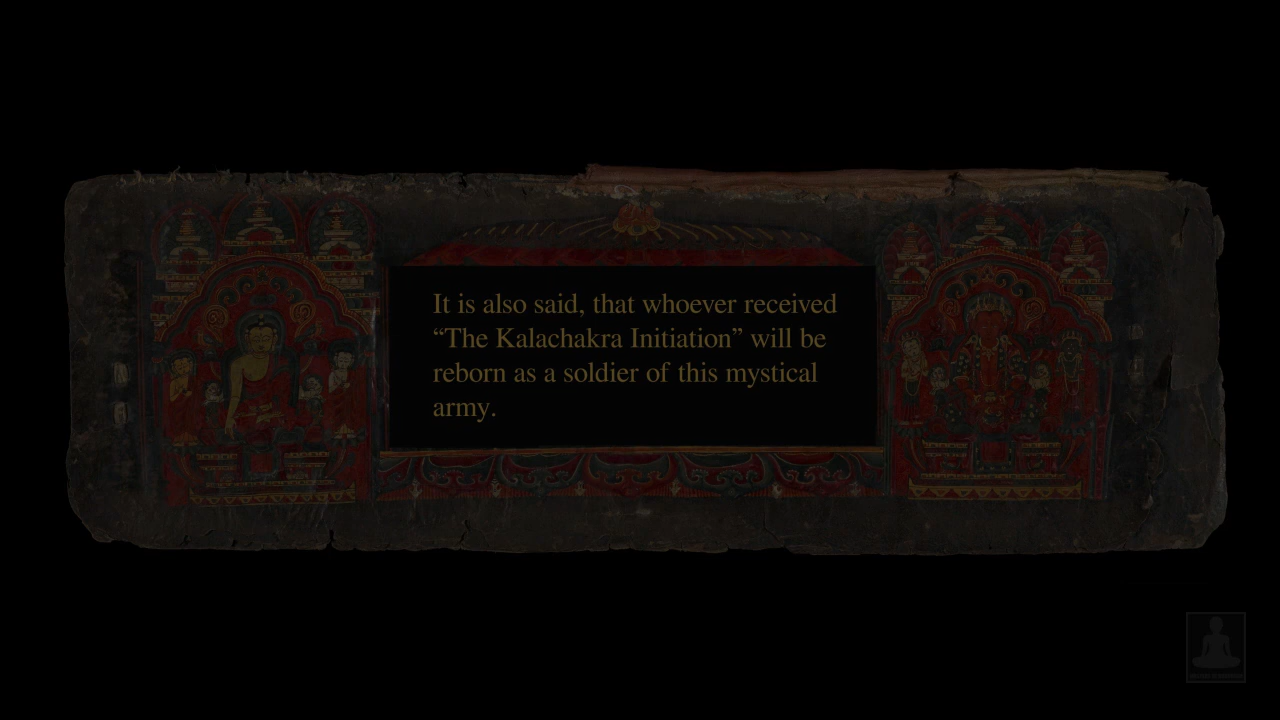 It is also said, that whoever received
“The Kalachakra Initiation” will be
reborn as a soldier of this mystical
army.